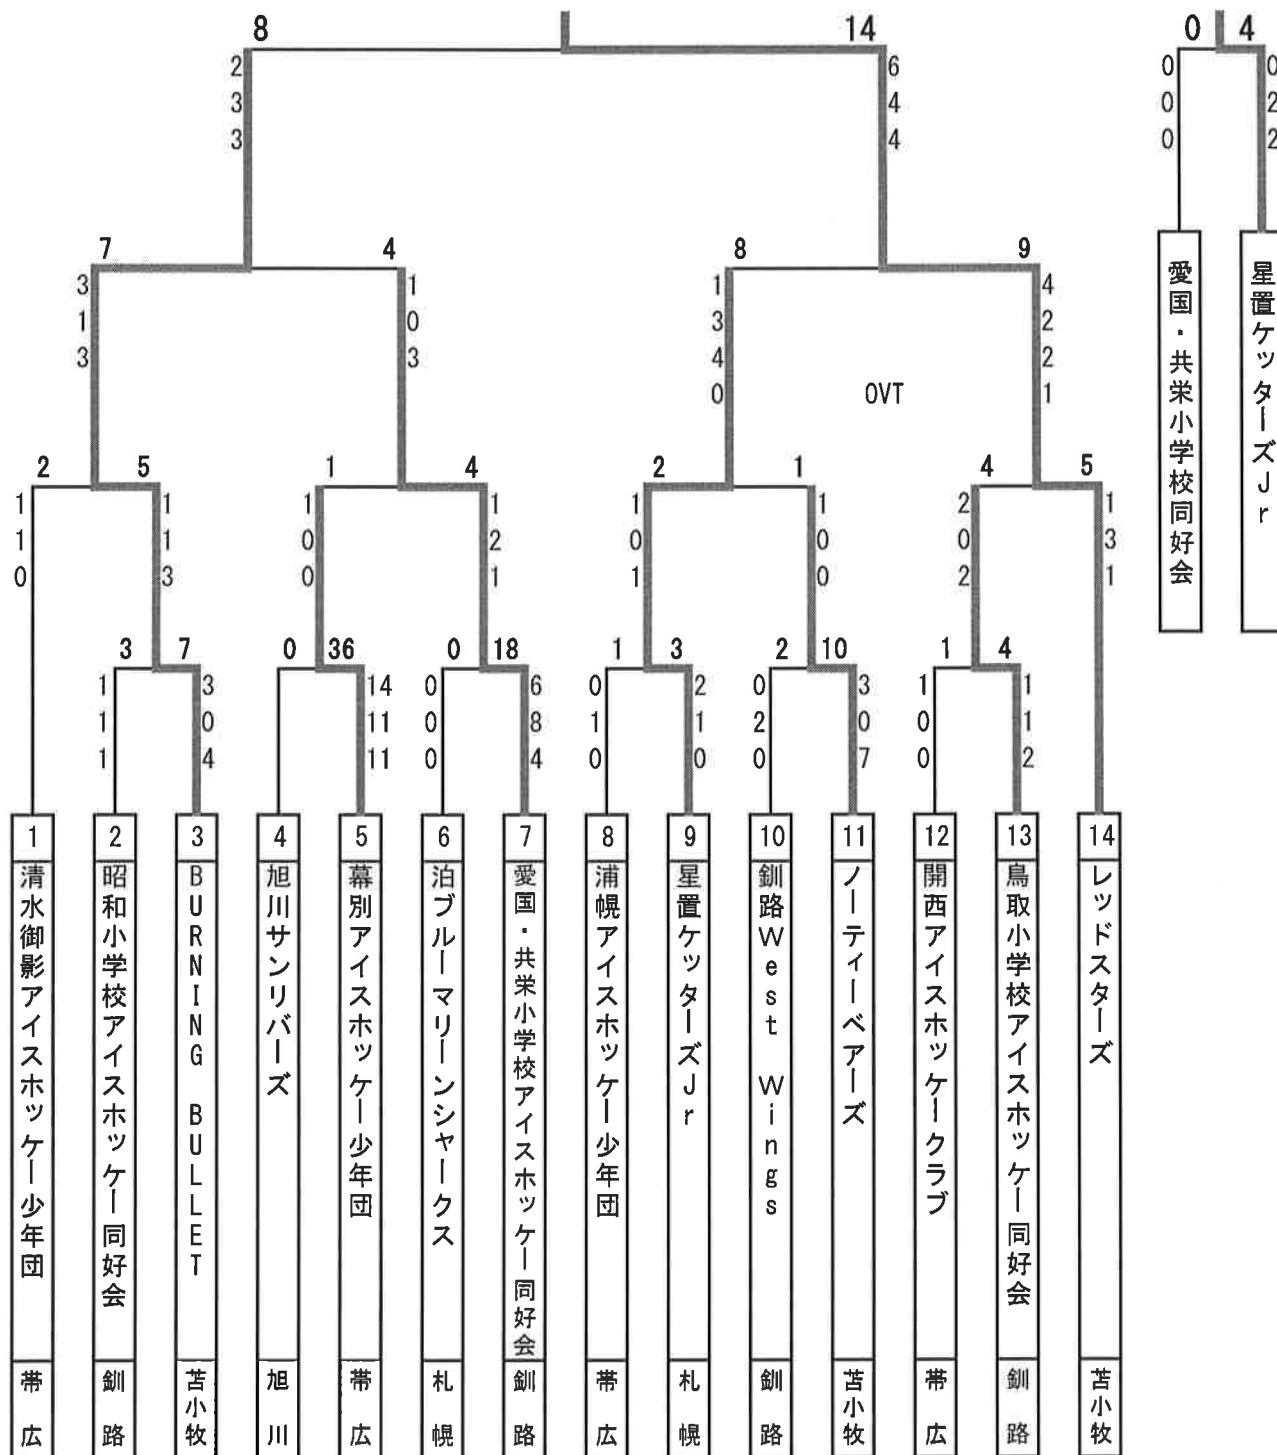 8 14
2 6
3 4
3 4
0 4
0 0
0 2
0 2
愛国・共栄小学校同好会
星置ケッターズJr
7 4 8 9
3 1 1 4
1 0 3 2
3 3 4 2
0 1
OVT
2 5 1 4 2 1 4 5
1 1 1 1 1 1 2 1
1 1 0 2 0 0 0 3
0 3 0 1 1 0 2 1
3 7 0 36 0 18 1 3 2 10 1 4
1 3 14 0 6 0 2 0 3 1 1
1 0 11 0 8 1 1 2 0 0 1
1 4 11 0 4 0 0 0 7 0 2
1 2 3 4 5 6 7 8 9 10 11 12 13 14
清水御影アイスホッケー少年団
昭和小学校アイスホッケー同好会
BURNING BULLET
旭川サンリバーズ
幕別アイスホッケー少年団
泊ブルーマリーンシャークス
愛国・共栄小学校アイスホッケー同好会
浦幌アイスホッケー少年団
星置ケッターズJr
釧路West Wings
ノーティーベアーズ
開西アイスホッケークラブ
鳥取小学校アイスホッケー同好会
レッドスターズ
帯広 釧路 苫小牧 旭川 帯広 札幌 釧路 帯広 札幌 釧路 苫小牧 帯広 釧路 苫小牧